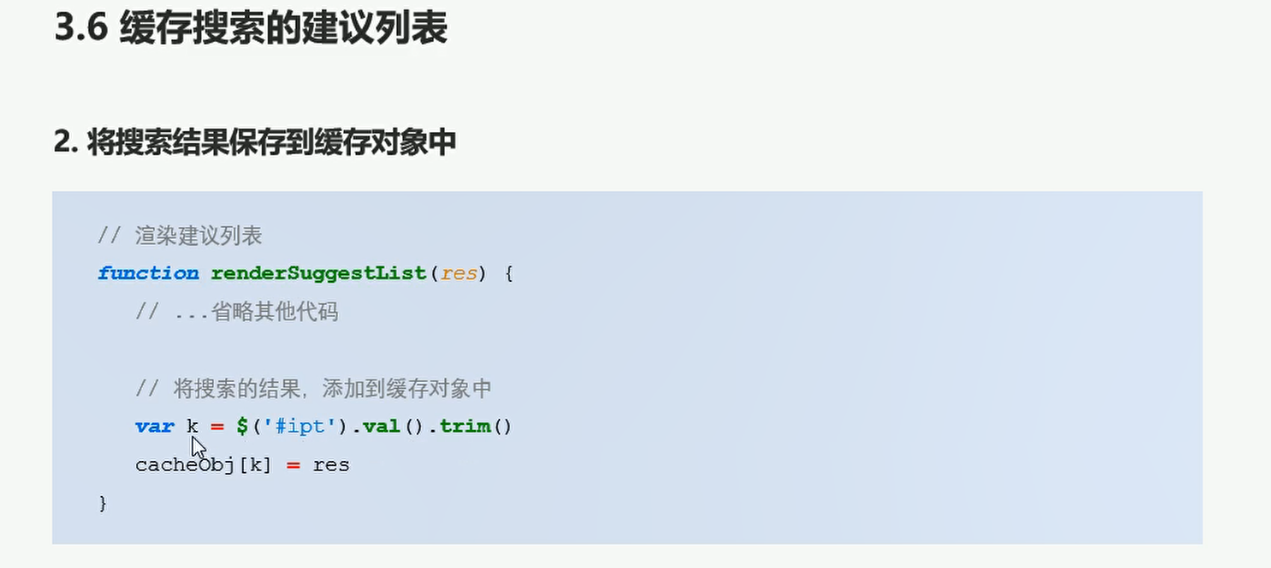 3.6 缓存搜索的建议列表
2. 将搜索结果保存到缓存对象中
// 渲染建议列表
function renderSuggestList(res) {
// ...省略其他代码
// 将搜索的结果，添加到缓存对象中
var k = $('#ipt').val().trim()
cacheObj[k] = res
}